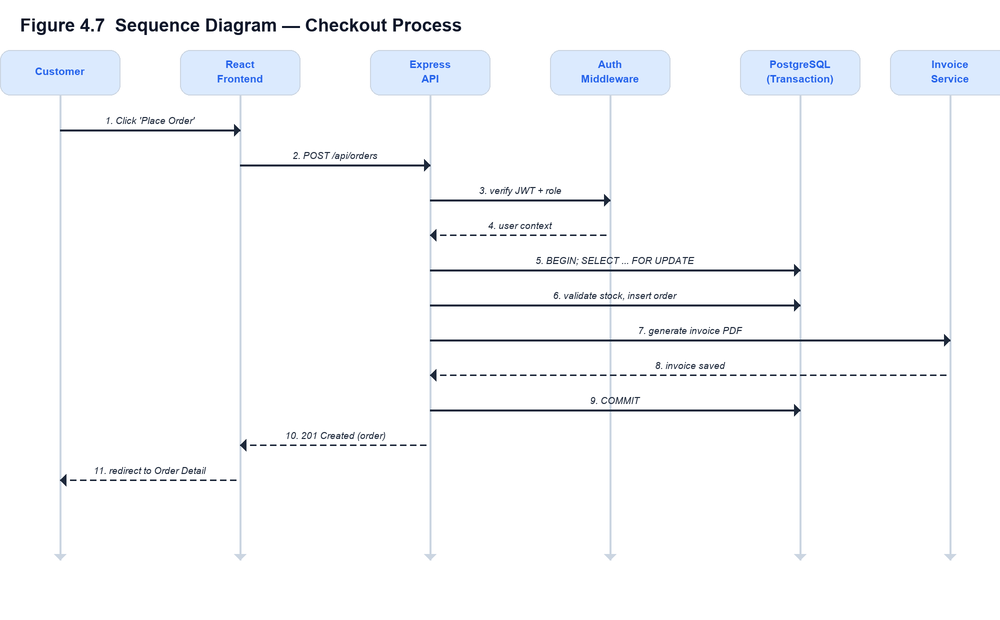 Figure 4.7  Sequence Diagram — Checkout Process
Customer
React
Frontend
Express
API
Auth
Middleware
PostgreSQL
(Transaction)
Invoice
Service
1. Click 'Place Order'
2. POST /api/orders
3. verify JWT + role
4. user context
5. BEGIN; SELECT ... FOR UPDATE
6. validate stock, insert order
7. generate invoice PDF
8. invoice saved
9. COMMIT
10. 201 Created (order)
11. redirect to Order Detail